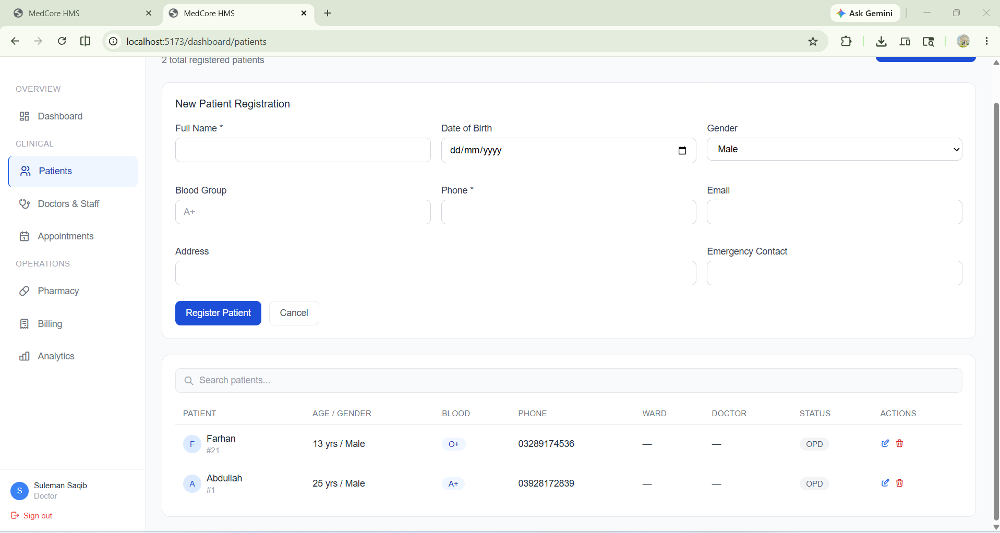 MedCore HMS
MedCore HMS
Ask Gemini
localhost:5173/dashboard/patients
2 total registered patients
OVERVIEW
Dashboard
CLINICAL
Patients
Doctors & Staff
Appointments
OPERATIONS
Pharmacy
Billing
Analytics
S
Suleman Saqib
Doctor
Sign out
New Patient Registration
Full Name * Date of Birth Gender
dd/mm/yyyy Male
Blood Group Phone * Email
A+
Address Emergency Contact
Register Patient Cancel
Search patients...
PATIENT AGE / GENDER BLOOD PHONE WARD DOCTOR STATUS ACTIONS
F Farhan 13 yrs / Male O+ 03289174536 — — OPD
#21
A Abdullah 25 yrs / Male A+ 03928172839 — — OPD
#1